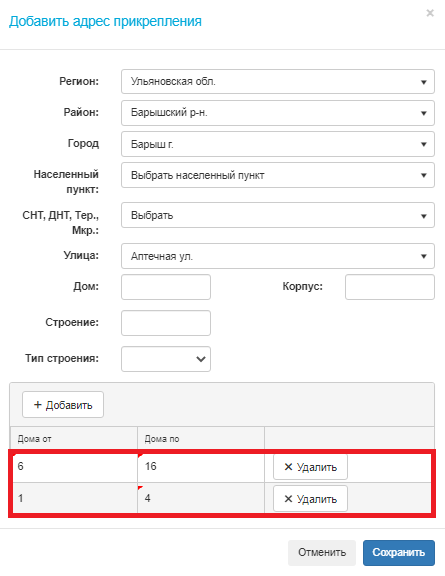 Добавить адрес прикрепления ×
Регион: Ульяновская обл.
Район: Барышский р-н.
Город Барыш г.
Населенный пункт: Выбрать населенный пункт
СНТ, ДНТ, Тер., Мкр.: Выбрать
Улица: Аптечная ул.
Дом: Корпус:
Строение:
Тип строения:
+ Добавить
Дома от Дома по
6 16 × Удалить
1 4 × Удалить
Отменить Сохранить